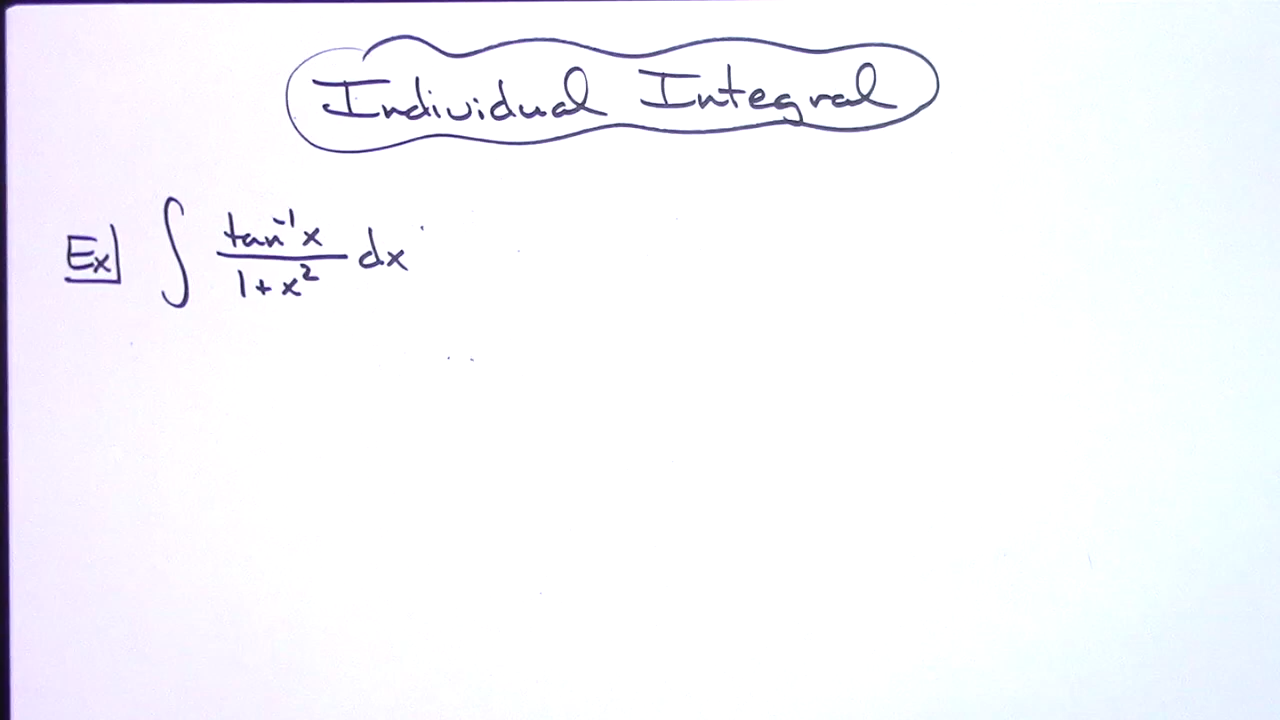 Individual Integral
Ex] ∫ tan⁻¹x / 1+x² dx